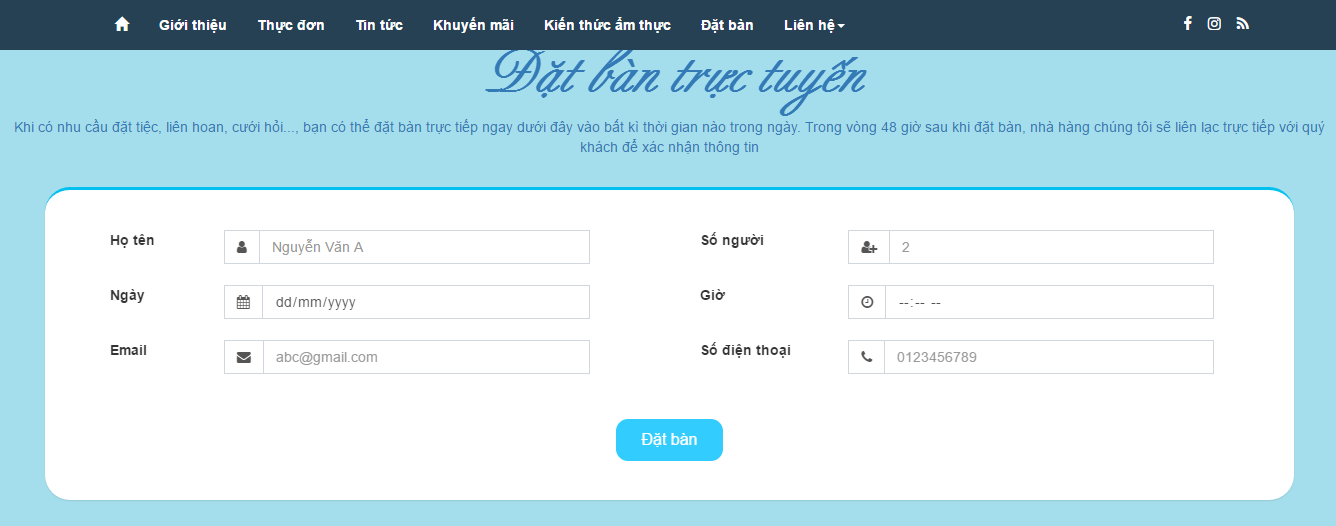 Giới thiệu Thực đơn Tin tức Khuyến mãi Kiến thức ẩm thực Đặt bàn Liên hệ
Đặt bàn trực tuyến
Khi có nhu cầu đặt tiệc, liên hoan, cưới hỏi..., bạn có thể đặt bàn trực tiếp ngay dưới đây vào bất kì thời gian nào trong ngày. Trong vòng 48 giờ sau khi đặt bàn, nhà hàng chúng tôi sẽ liên lạc trực tiếp với quý
khách để xác nhận thông tin
Họ tên Nguyễn Văn A Số người 2
Ngày dd/mm/yyyy Giờ --:-- --
Email abc@gmail.com Số điện thoại 0123456789
Đặt bàn